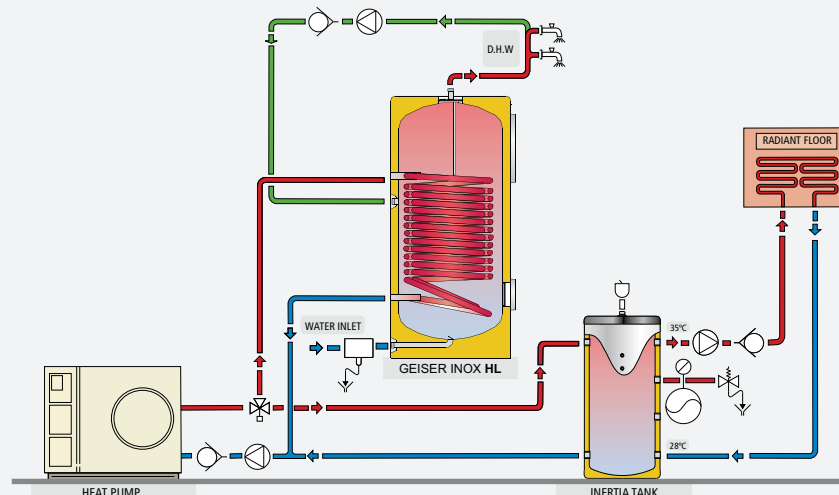 D.H.W
RADIANT FLOOR
WATER INLET
35ºC
GEISER INOX HL
28ºC
HEAT PUMP
INERTIA TANK